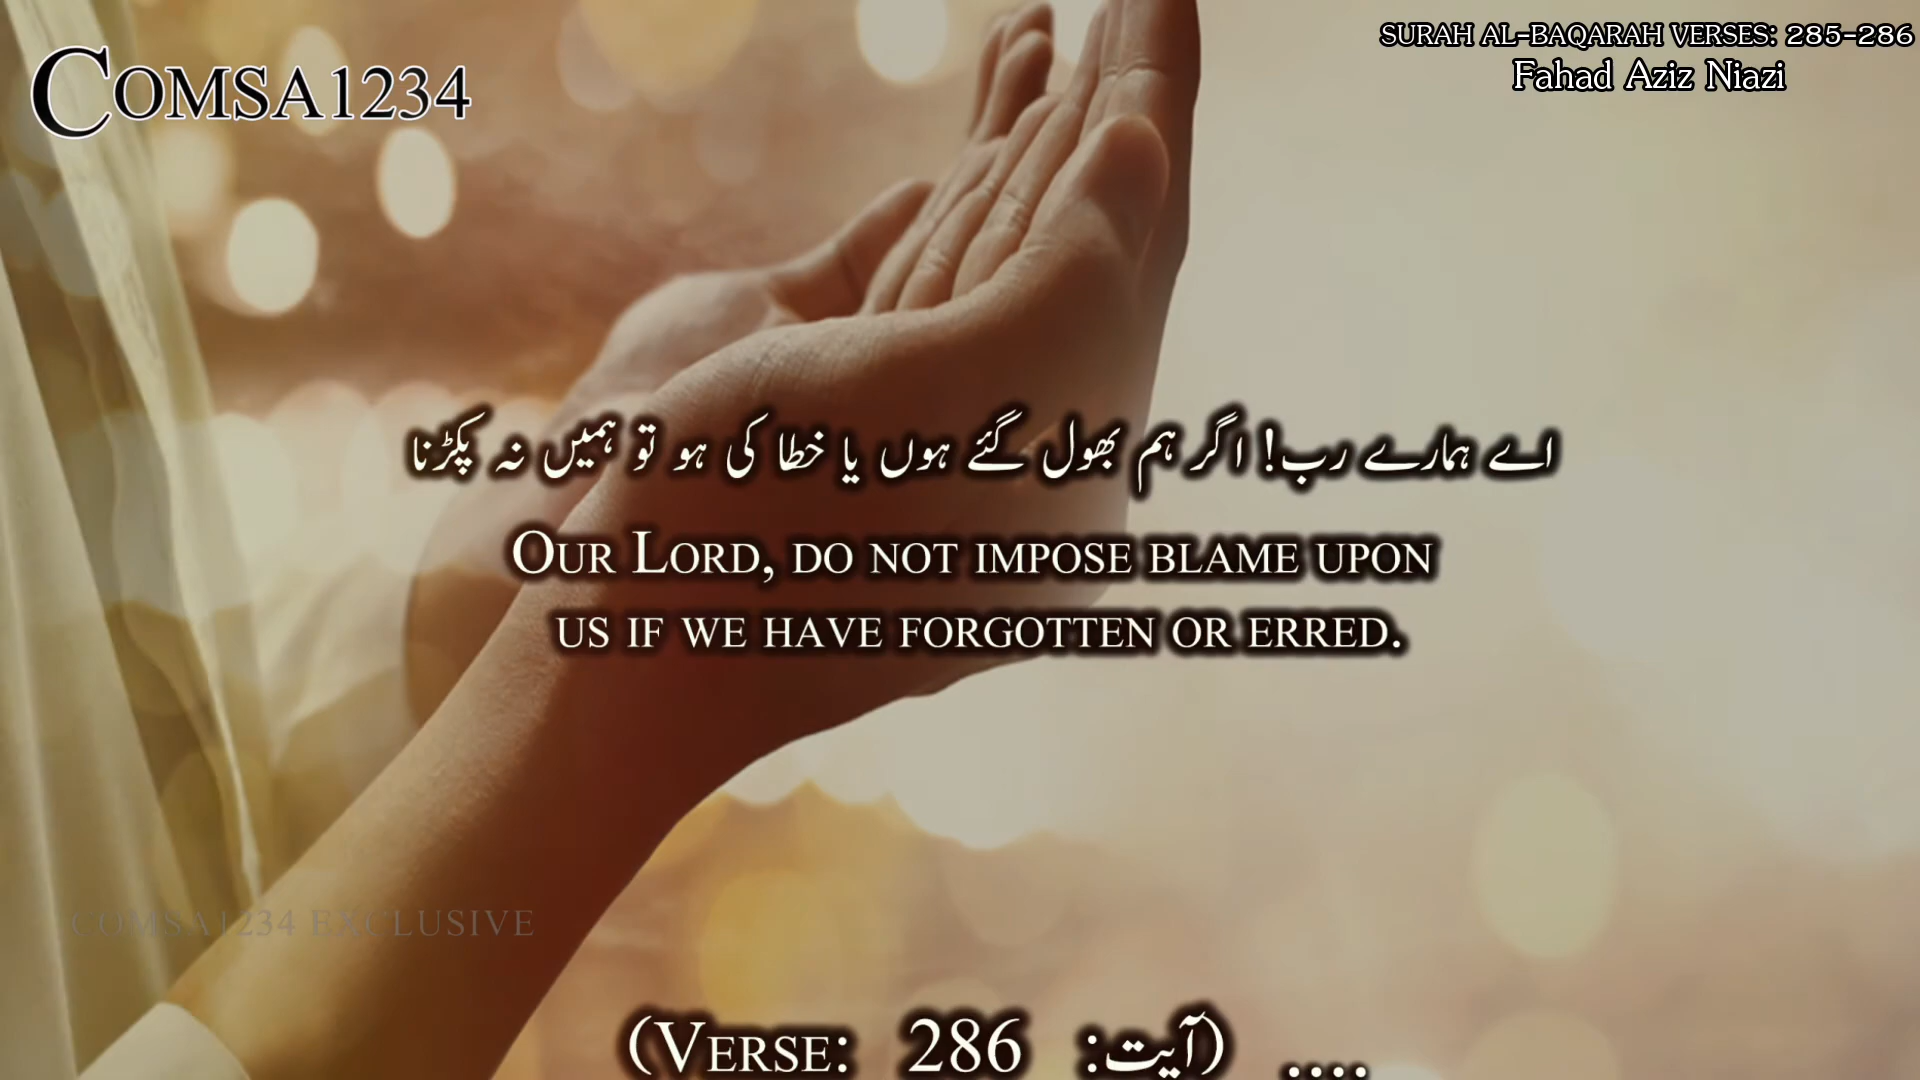 COMSA1234
SURAH AL-BAQARAH VERSES: 285-286
Fahad Aziz Niazi
اے ہمارے رب! اگر ہم بھول گئے ہوں یا خطا کی ہو تو ہمیں نہ پکڑنا
OUR LORD, DO NOT IMPOSE BLAME UPON
US IF WE HAVE FORGOTTEN OR ERRED.
COMSA1234 EXCLUSIVE
(VERSE: 286 آیت:) ....